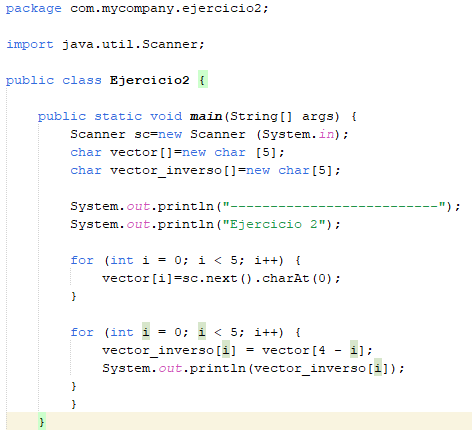 package com.mycompany.ejercicio2;
import java.util.Scanner;
public class Ejercicio2 {
public static void main(String[] args) {
Scanner sc=new Scanner (System.in);
char vector[]=new char [5];
char vector_inverso[]=new char[5];
System.out.println("--------------------------");
System.out.println("Ejercicio 2");
for (int i = 0; i < 5; i++) {
vector[i]=sc.next().charAt(0);
}
for (int i = 0; i < 5; i++) {
vector_inverso[i] = vector[4 - i];
System.out.println(vector_inverso[i]);
}
}
}